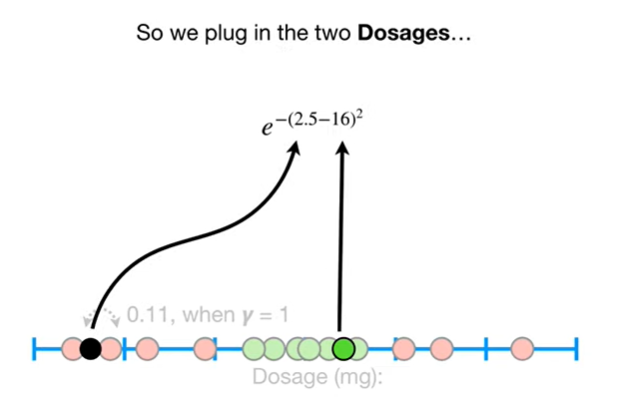 So we plug in the two Dosages…
e^−(2.5−16)²
0.11, when γ = 1
Dosage (mg):